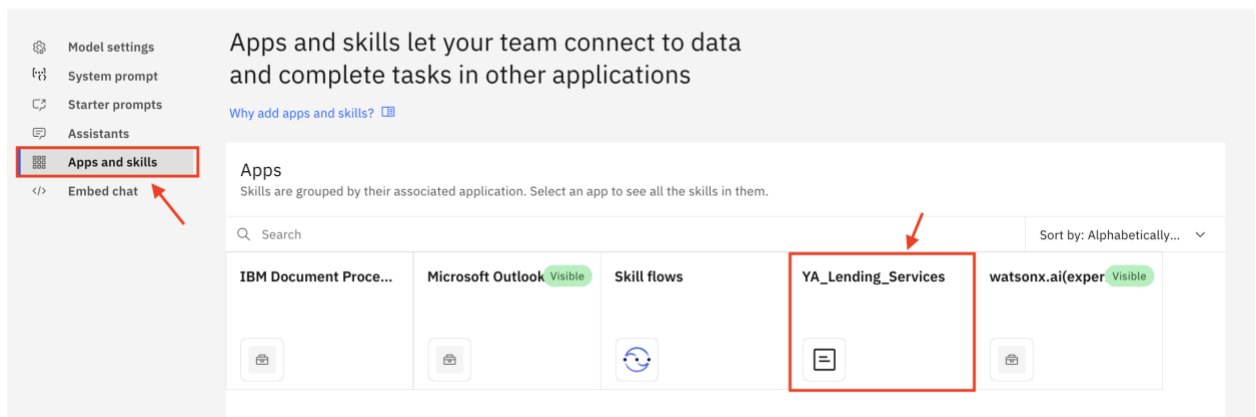 Model settings
System prompt
Starter prompts
Assistants
Apps and skills
Embed chat
Apps and skills let your team connect to data
and complete tasks in other applications
Why add apps and skills?
Apps
Skills are grouped by their associated application. Select an app to see all the skills in them.
Search
Sort by: Alphabetically...
IBM Document Proce...
Microsoft Outlook Visible
Skill flows
YA_Lending_Services
watsonx.ai(exper Visible